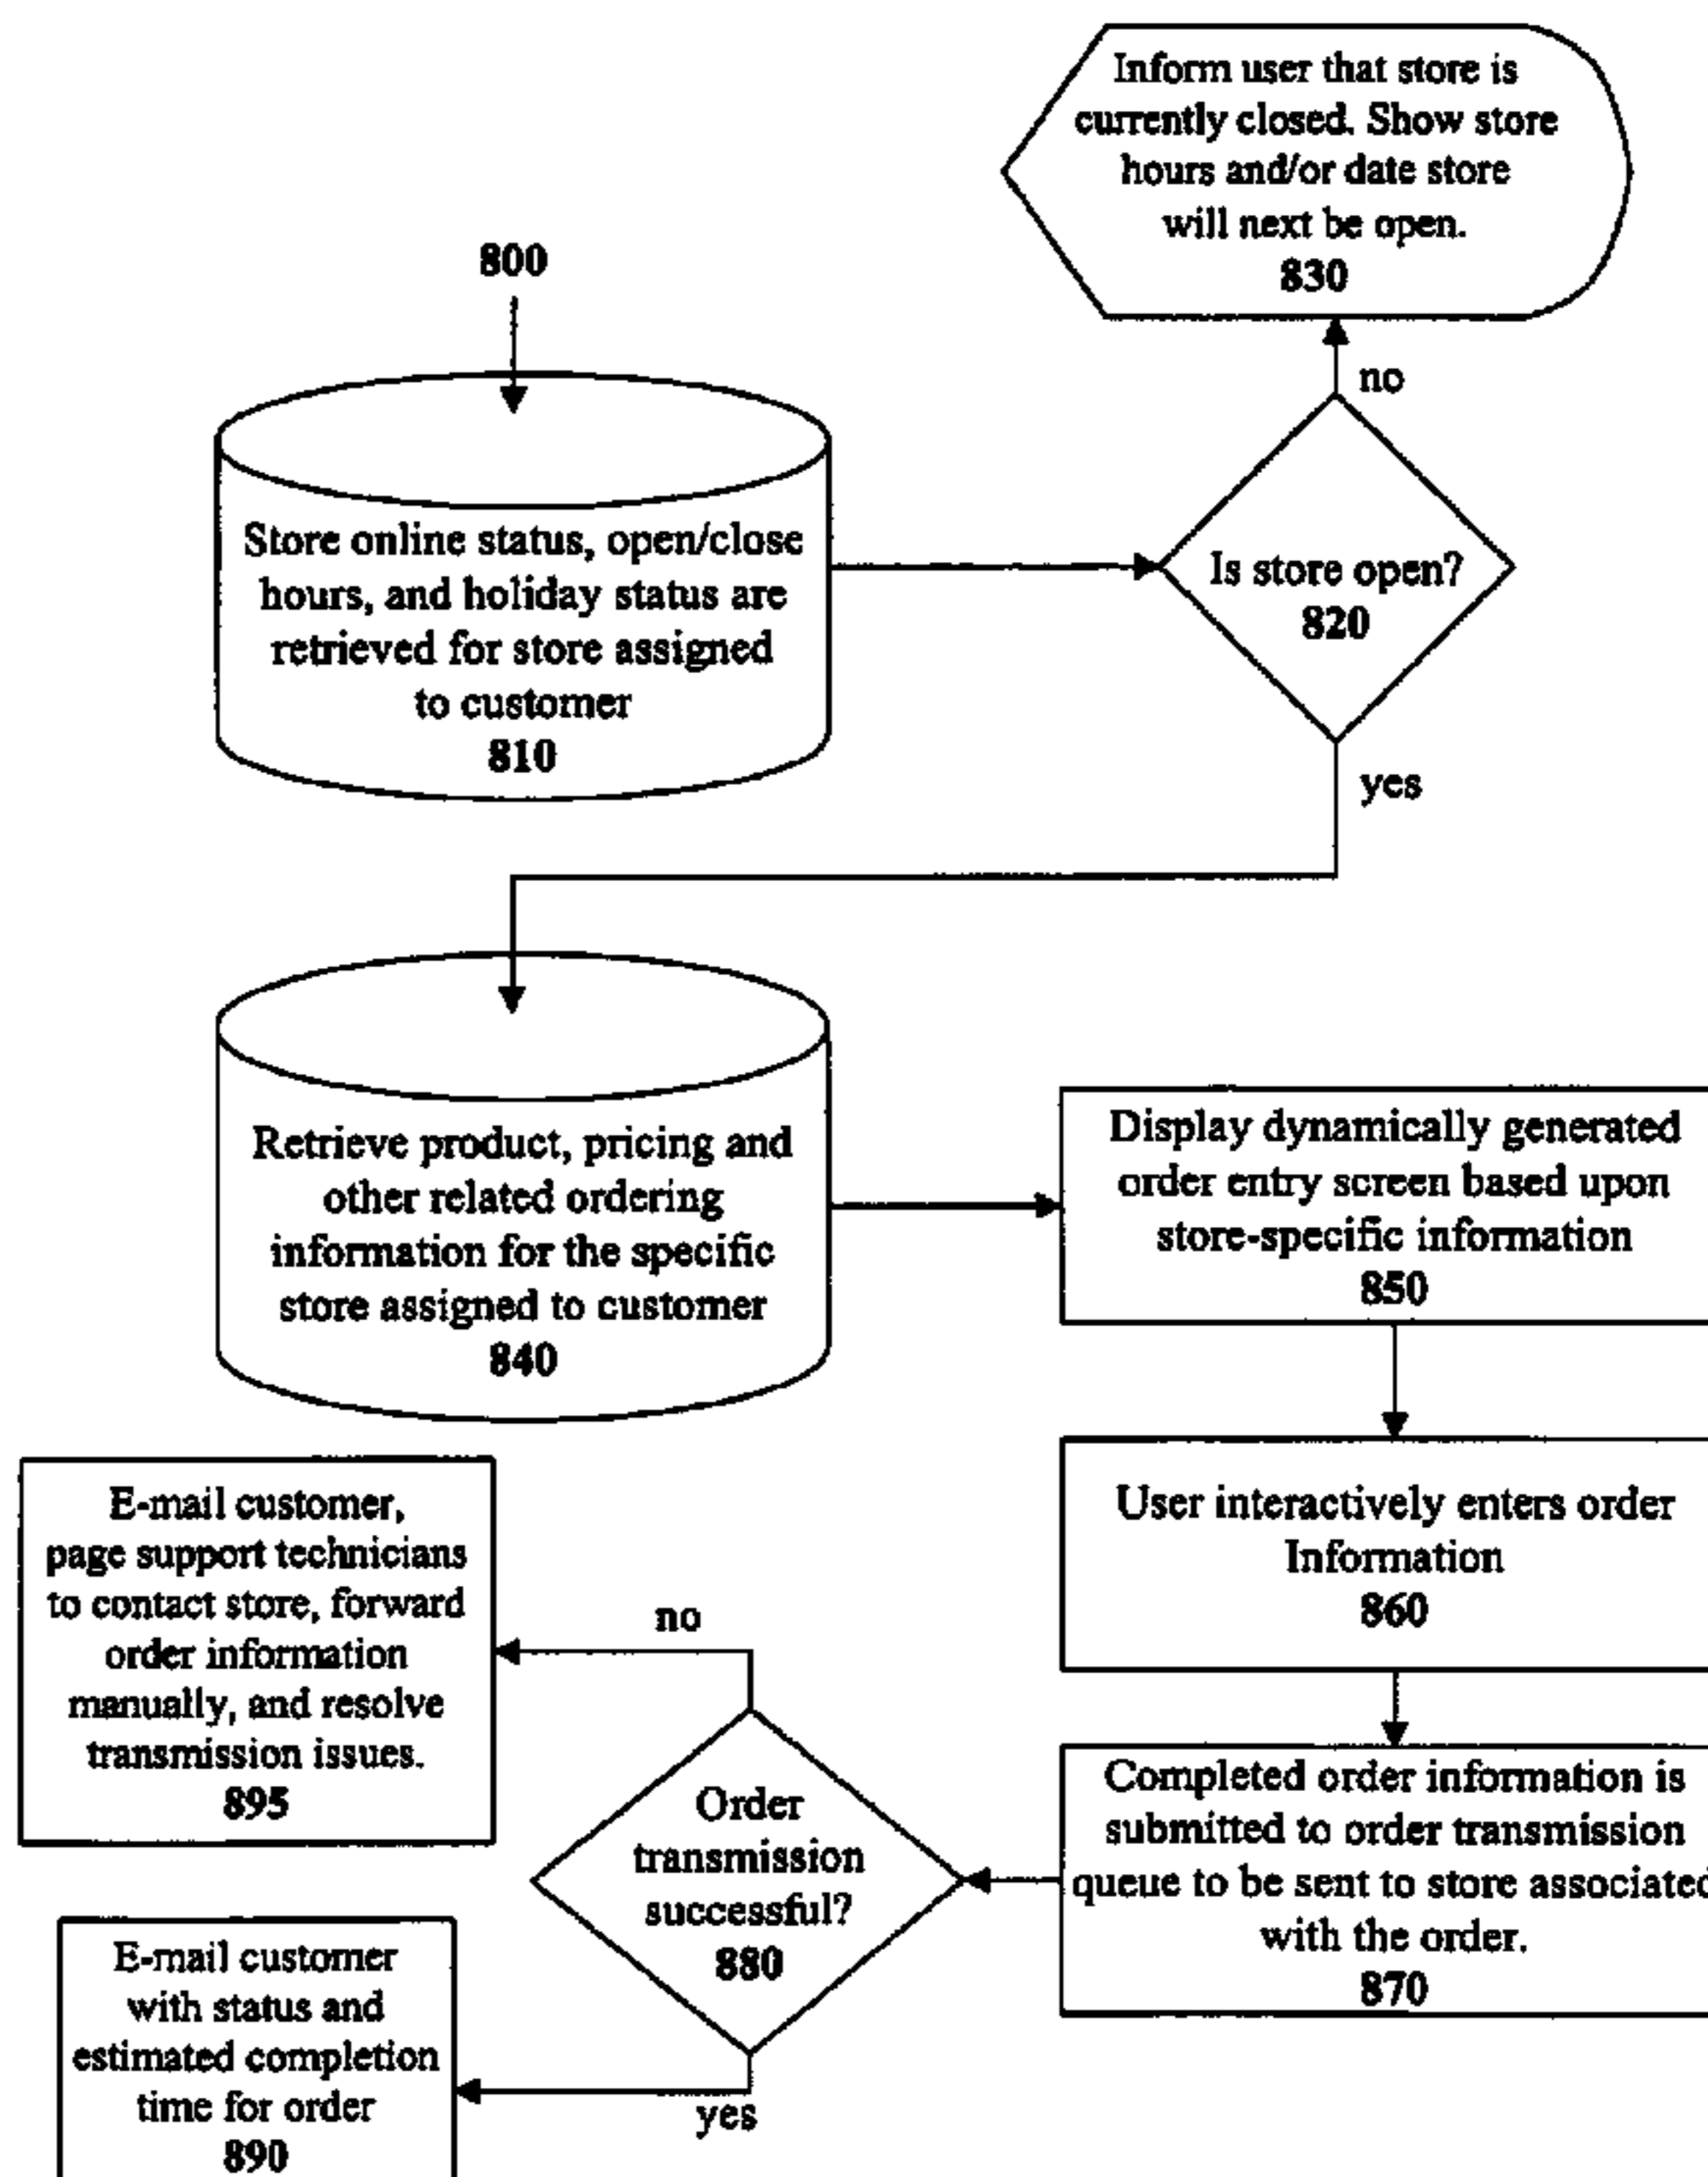 800
Store online status, open/close
hours, and holiday status are
retrieved for store assigned
to customer
810
Is store open?
820
no
Inform user that store is
currently closed. Show store
hours and/or date store
will next be open.
830
yes
Retrieve product, pricing and
other related ordering
information for the specific
store assigned to customer
840
Display dynamically generated
order entry screen based upon
store-specific information
850
User interactively enters order
Information
860
Completed order information is
submitted to order transmission
queue to be sent to store associated
with the order.
870
Order
transmission
successful?
880
no
E-mail customer,
page support technicians
to contact store, forward
order information
manually, and resolve
transmission issues.
895
yes
E-mail customer
with status and
estimated completion
time for order
890